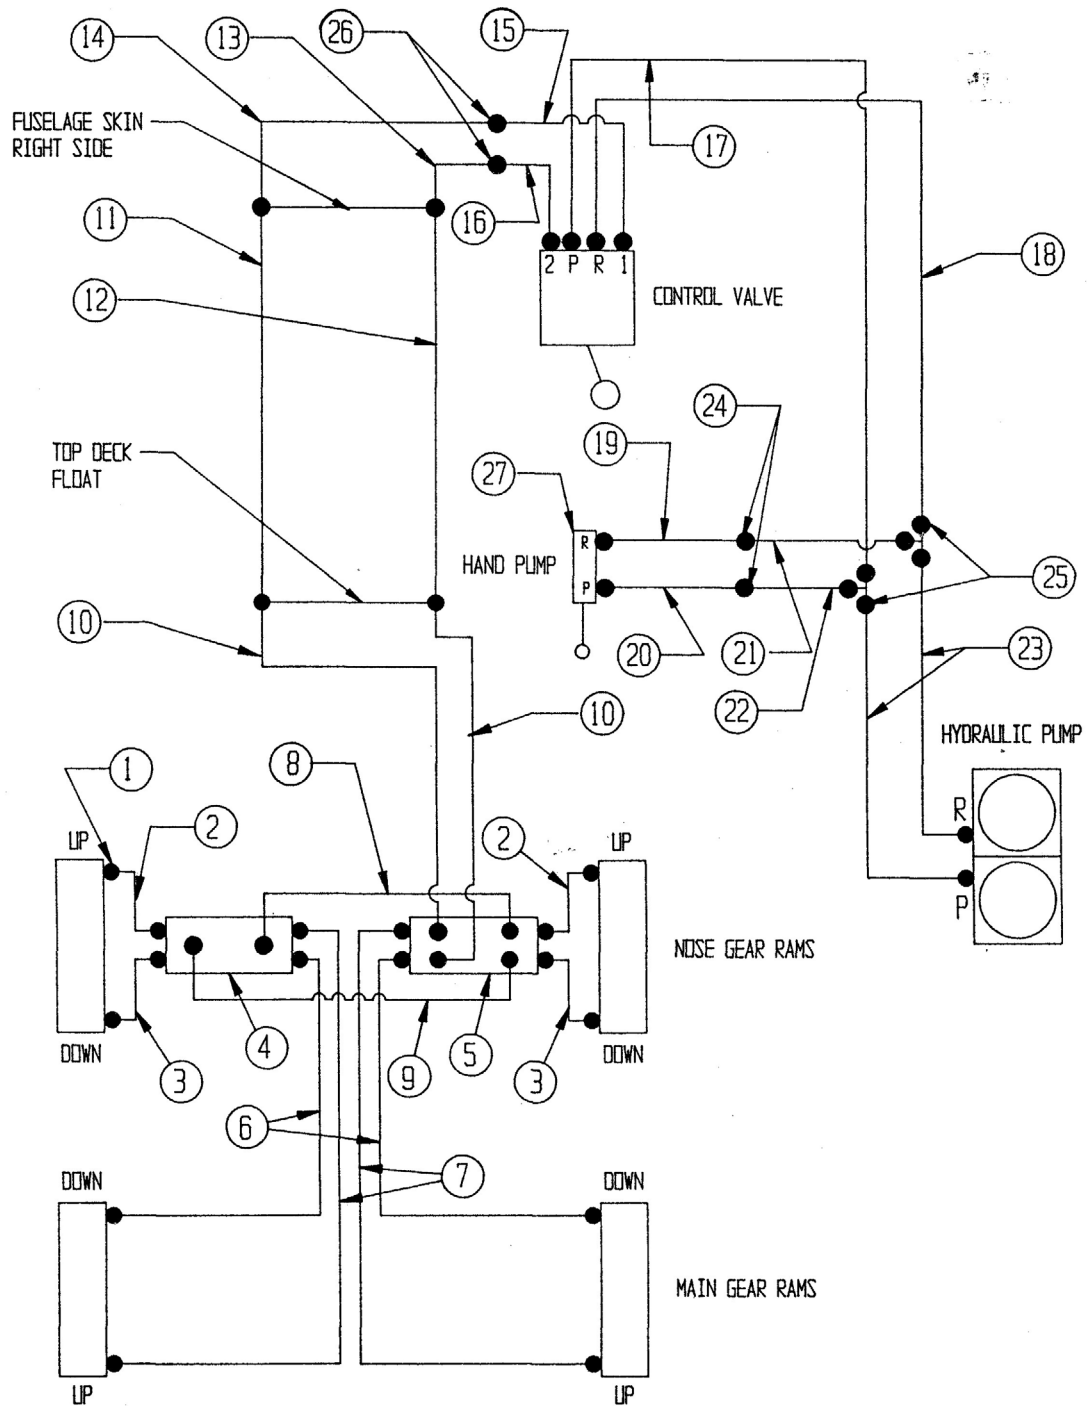 14
13
26
15
FUSELAGE SKIN
RIGHT SIDE
17
11
16
18
2 P R 1
CONTROL VALVE
12
24
19
TOP DECK
FLOAT
27
R
HAND PUMP
P
25
10
20
21
23
22
10
HYDRAULIC PUMP
1
8
2
2
R
UP
UP
P
NOSE GEAR RAMS
4
5
DOWN
DOWN
3
9
3
6
7
DOWN
DOWN
MAIN GEAR RAMS
UP
UP